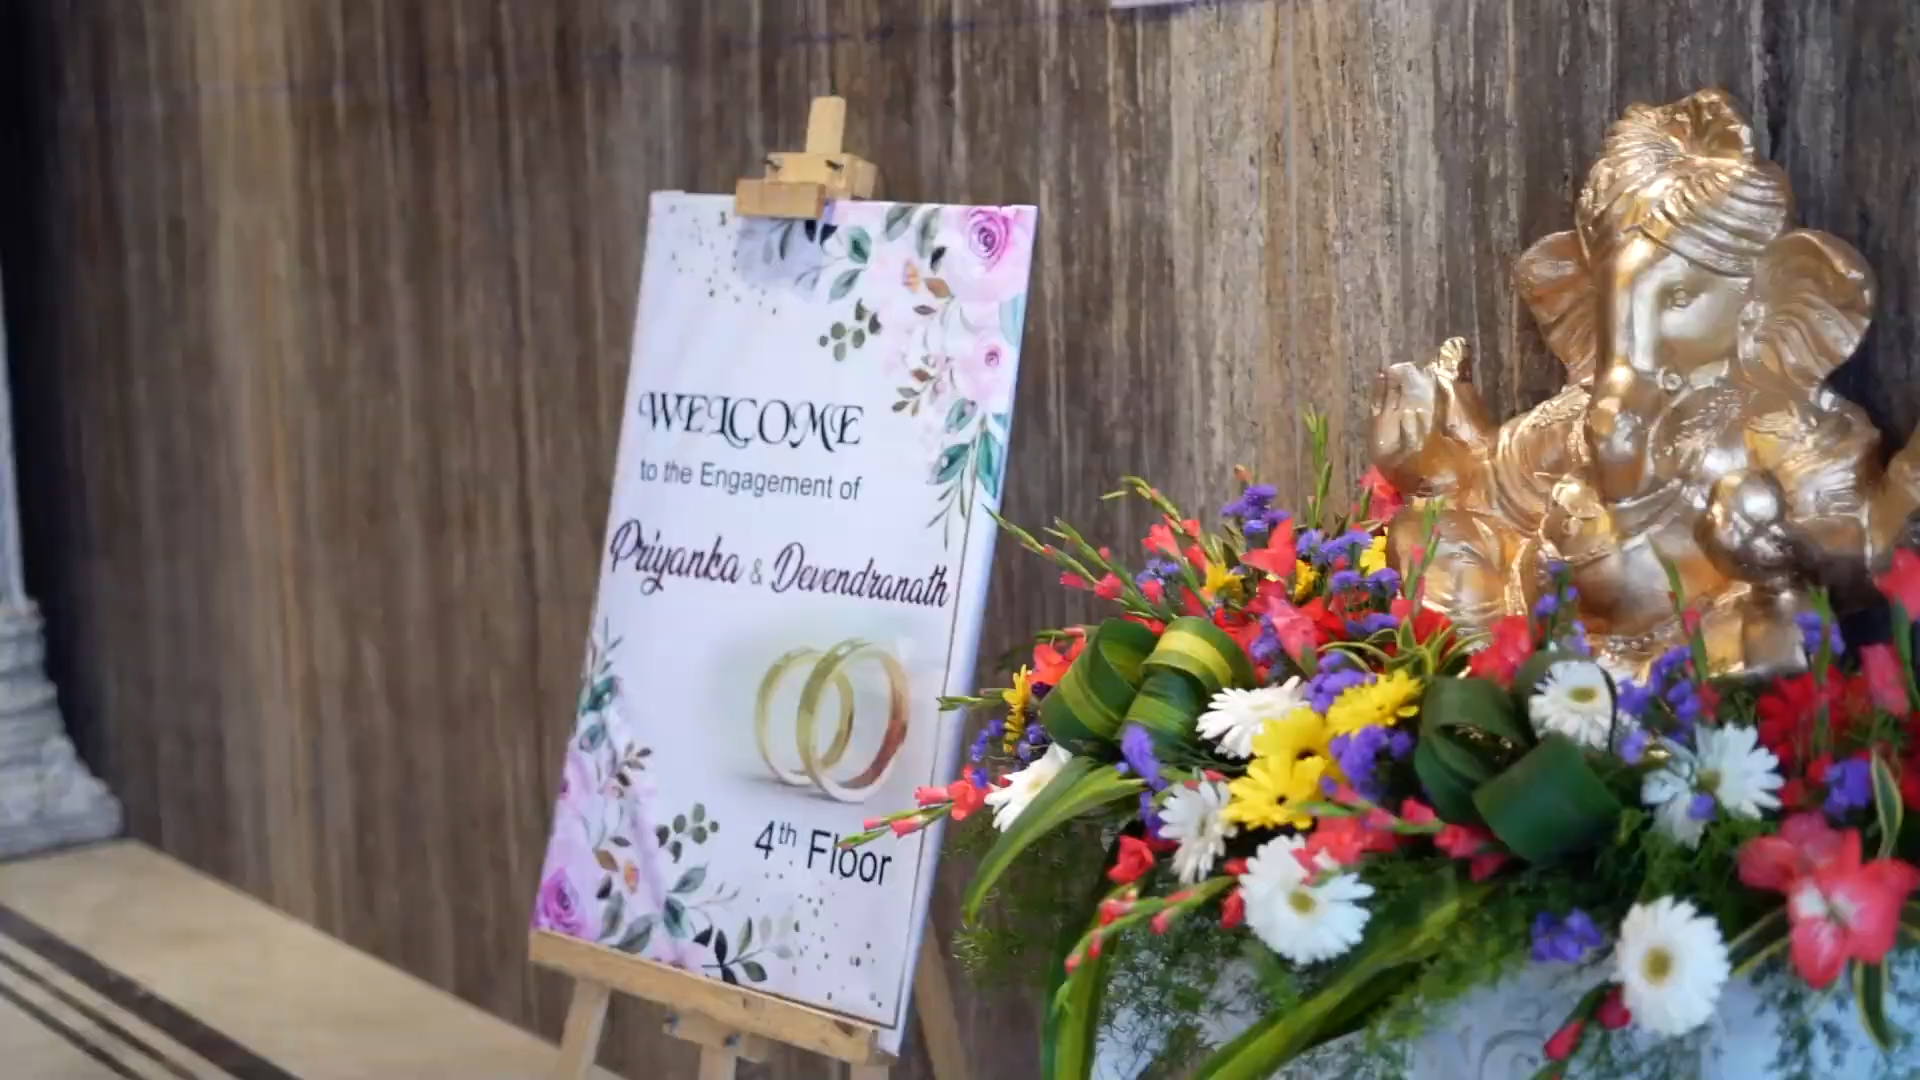 WELCOME
to the Engagement of
Priyanka & Devendranath
4th Floor